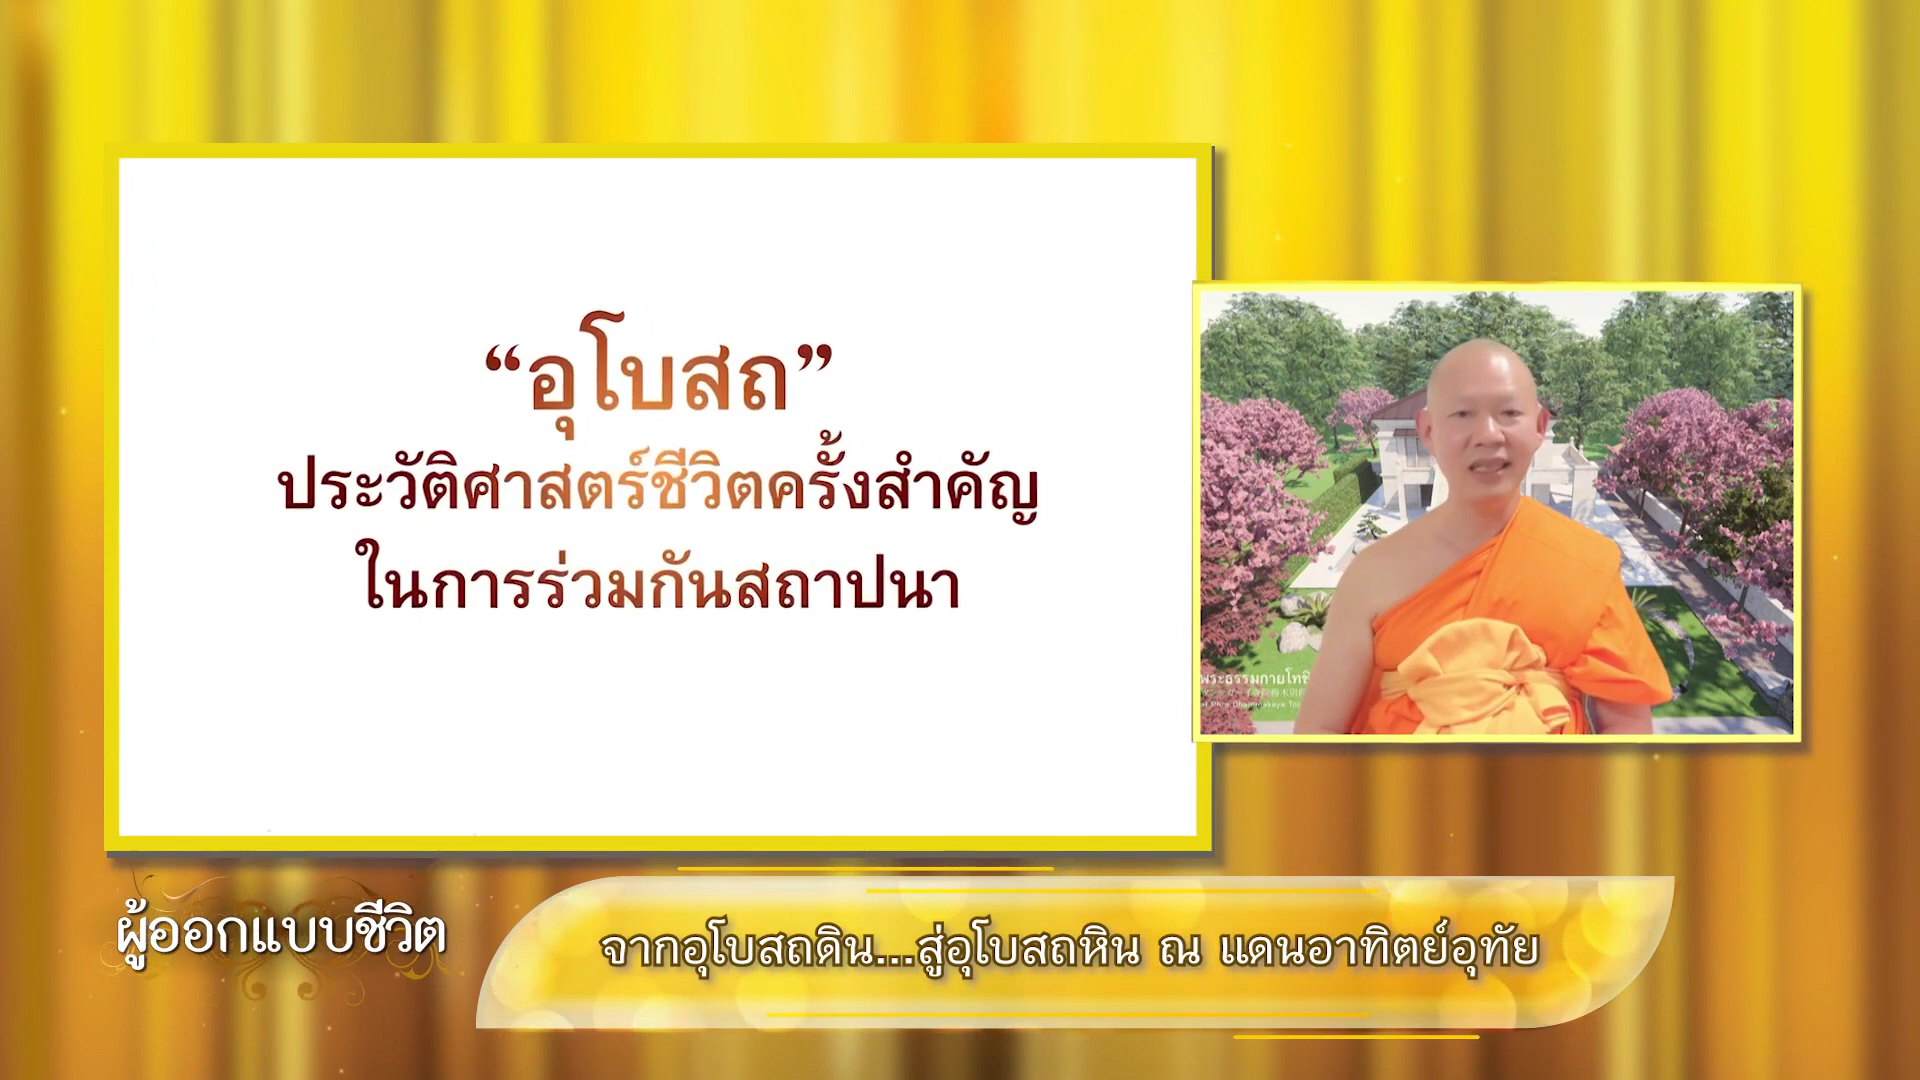 “อุโบสถ”
ประวัติศาสตร์ชีวิตครั้งสำคัญ
ในการร่วมกันสถาปนา
พระธรรมกายโทชิ
ผู้ออกแบบชีวิต
จากอุโบสถดิน...สู่อุโบสถหิน ณ แดนอาทิตย์อุทัย